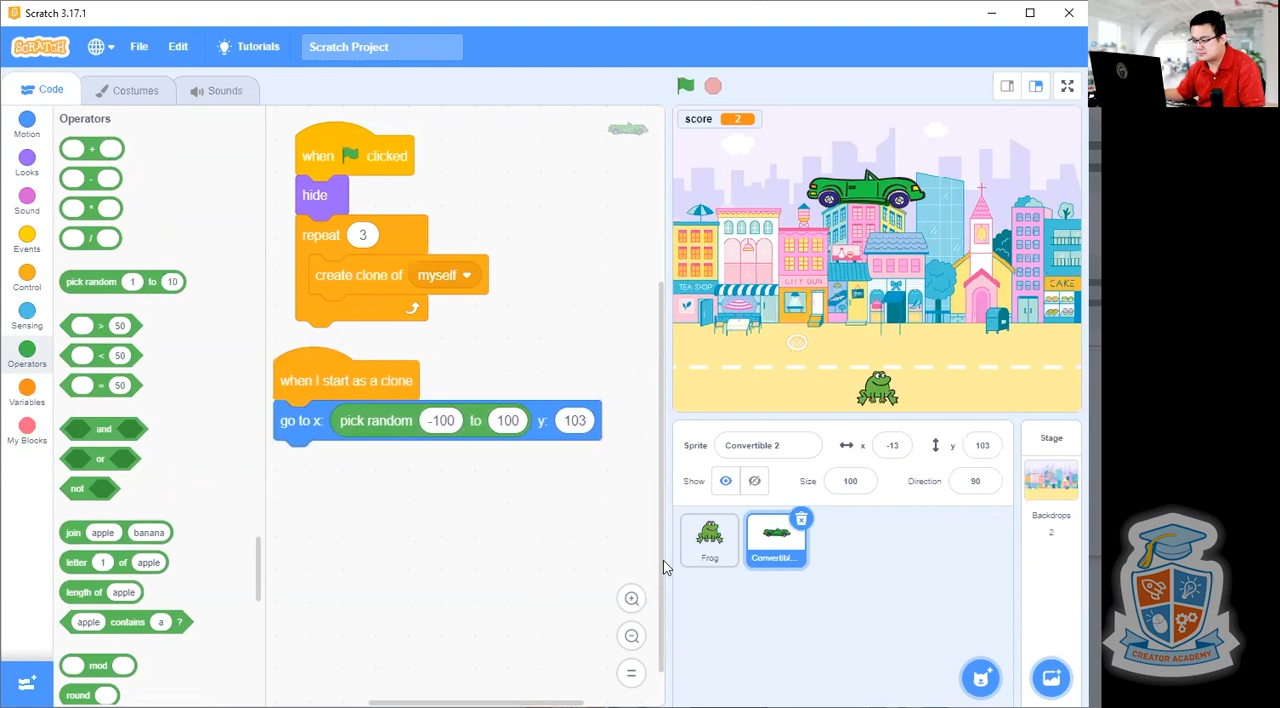 Scratch 3.17.1
SCRATCH
File
Edit
Tutorials
Scratch Project
Code
Costumes
Sounds
Motion
Looks
Sound
Events
Control
Sensing
Operators
Variables
My Blocks
Operators
+
-
*
/
pick random 1 to 10
> 50
< 50
= 50
and
or
not
join apple banana
letter 1 of apple
length of apple
apple contains a ?
mod
round
when clicked
hide
repeat 3
create clone of myself
when I start as a clone
go to x: pick random -100 to 100 y: 103
score 2
TEA SHOP
CITY GUN
CAKE
Sprite
Convertible 2
x
-13
y
103
Show
Size
100
Direction
90
Frog
Convertibl...
Stage
Backdrops
2
CREATOR ACADEMY